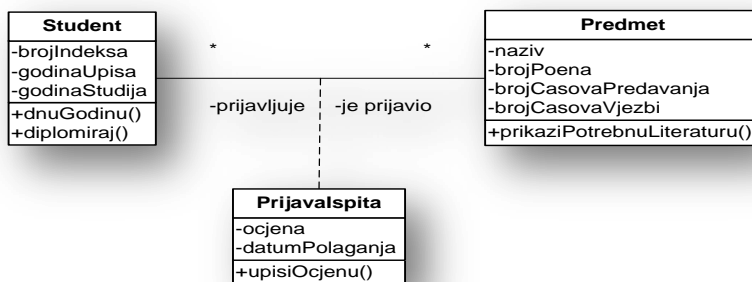 Student
-brojIndeksa
-godinaUpisa
-godinaStudija
+dnuGodinu()
+diplomiraj()
*
*
-prijavljuje
-je prijavio
Predmet
-naziv
-brojPoena
-brojCasovaPredavanja
-brojCasovaVjezbi
+prikaziPotrebnuLiteraturu()
PrijavaIspita
-ocjena
-datumPolaganja
+upisiOcjenu()